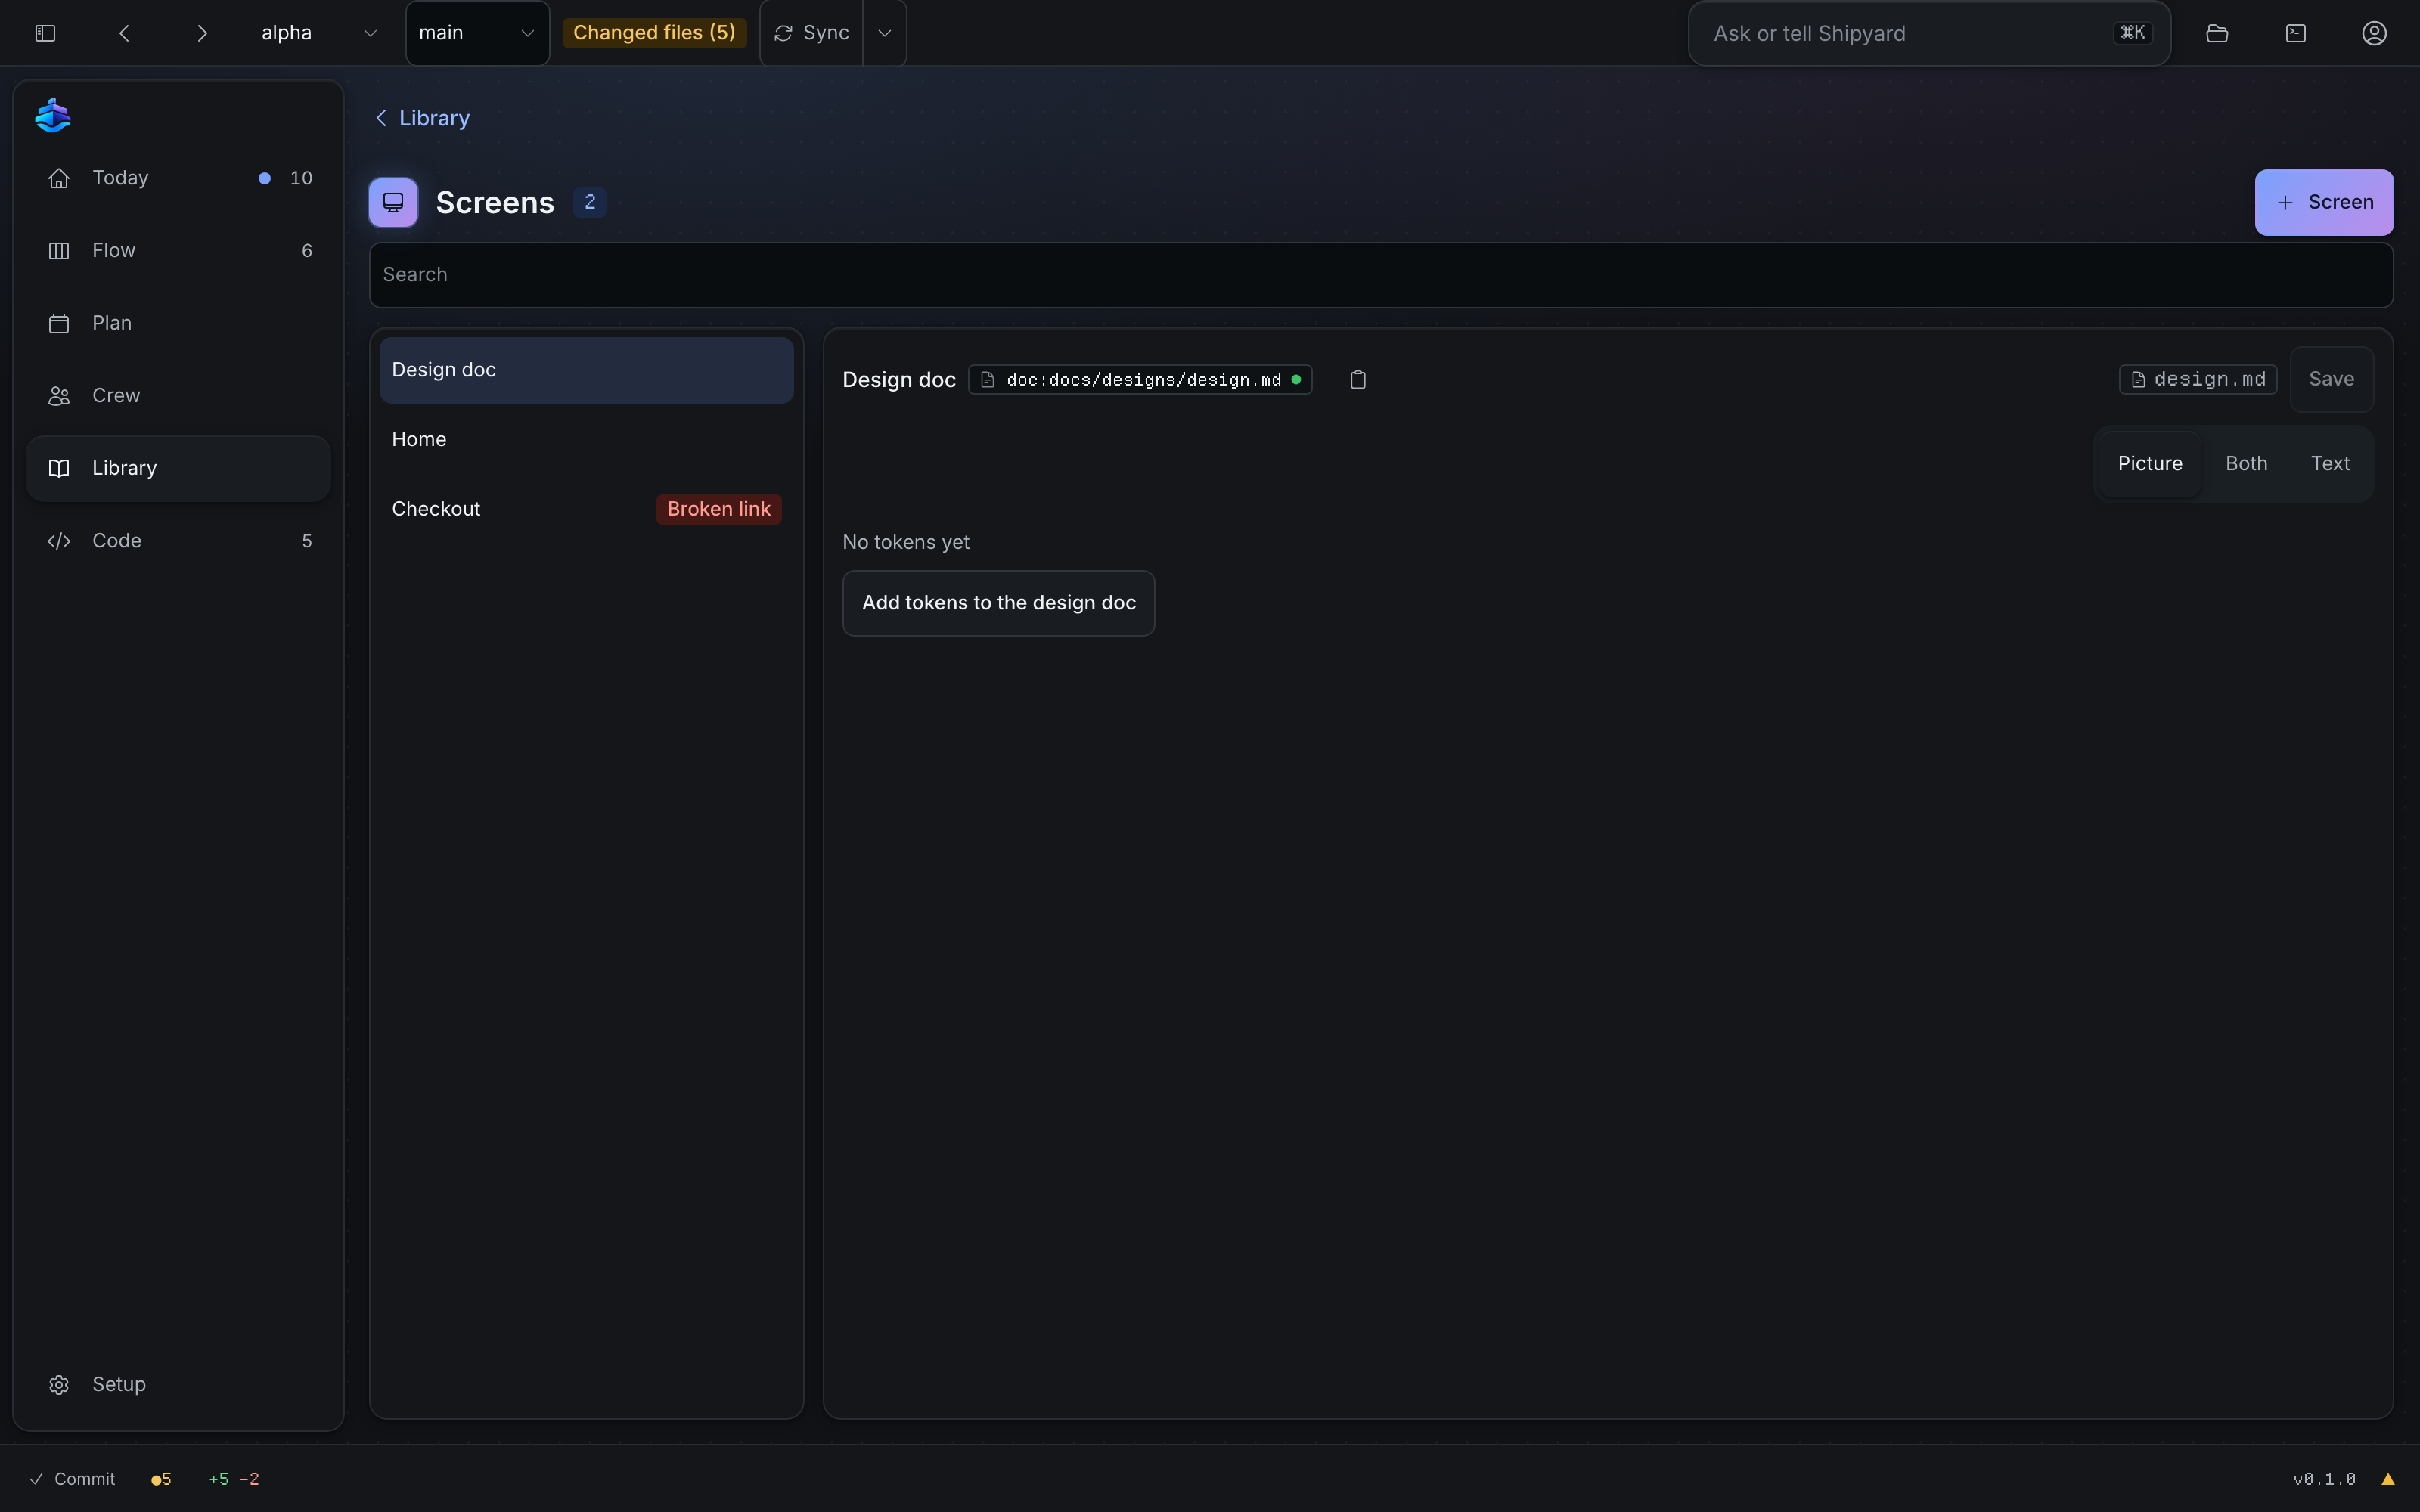 alpha
main
Changed files (5)
Sync
Ask or tell Shipyard
⌘K
Today 10
Flow 6
Plan
Crew
Library
Code 5
Setup
Library
Screens 2
Screen
Search
Design doc
Home
Checkout Broken link
Design doc doc:docs/designs/design.md
design.md Save
Picture Both Text
No tokens yet
Add tokens to the design doc
Commit 5 +5 -2
v0.1.0